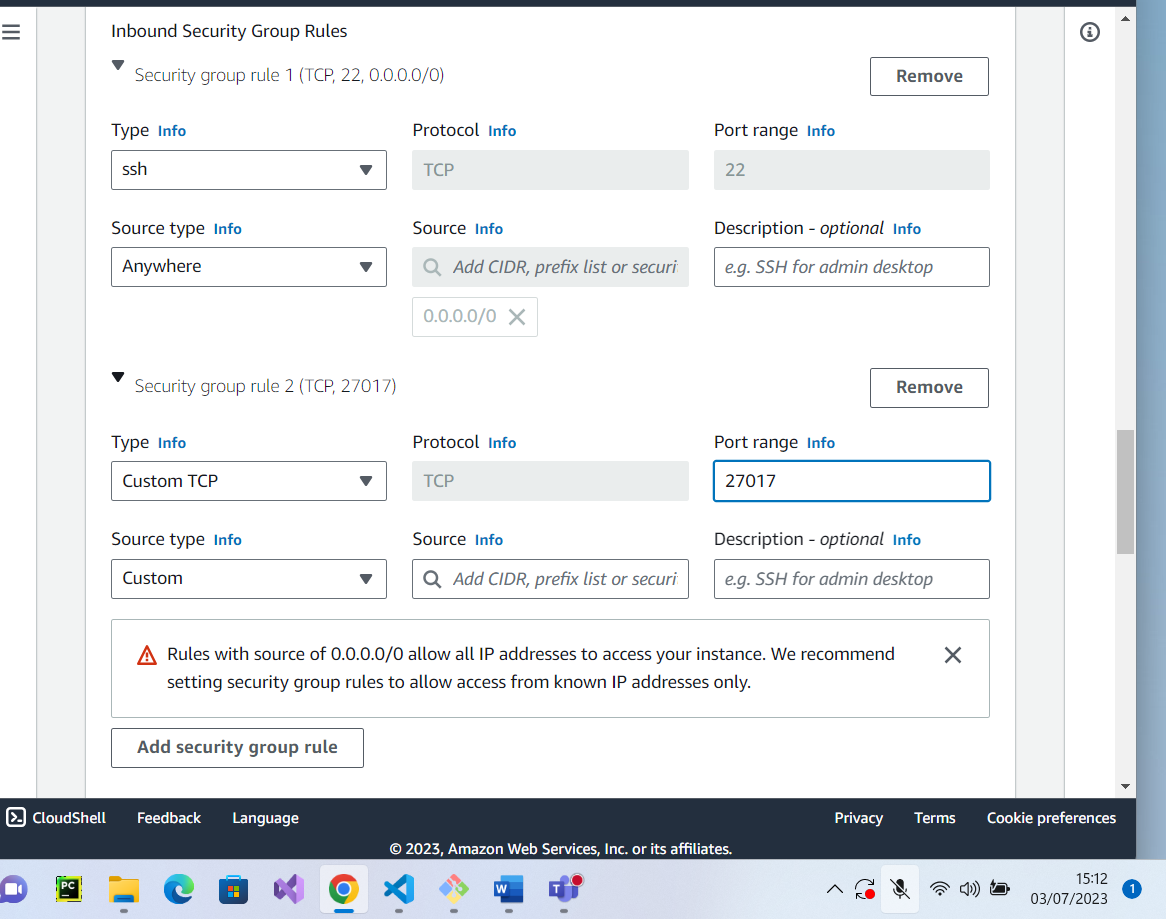 Inbound Security Group Rules
Security group rule 1 (TCP, 22, 0.0.0.0/0)
Remove
Type Info
Protocol Info
Port range Info
ssh
TCP
22
Source type Info
Source Info
Description - optional Info
Anywhere
Add CIDR, prefix list or securi
e.g. SSH for admin desktop
0.0.0.0/0
Security group rule 2 (TCP, 27017)
Remove
Type Info
Protocol Info
Port range Info
Custom TCP
TCP
27017
Source type Info
Source Info
Description - optional Info
Custom
Add CIDR, prefix list or securi
e.g. SSH for admin desktop
Rules with source of 0.0.0.0/0 allow all IP addresses to access your instance. We recommend
setting security group rules to allow access from known IP addresses only.
Add security group rule
CloudShell
Feedback
Language
Privacy
Terms
Cookie preferences
© 2023, Amazon Web Services, Inc. or its affiliates.
PC
W
T
15:12
03/07/2023
1